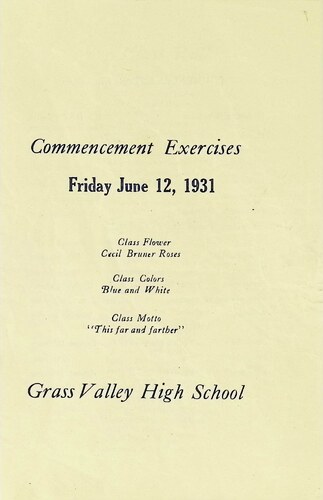 Commencement Exercises
Friday June 12, 1931
Class Flower
Cecil Bruner Roses
Class Colors
Blue and White
Class Motto
"This far and farther"
Grass Valley High School